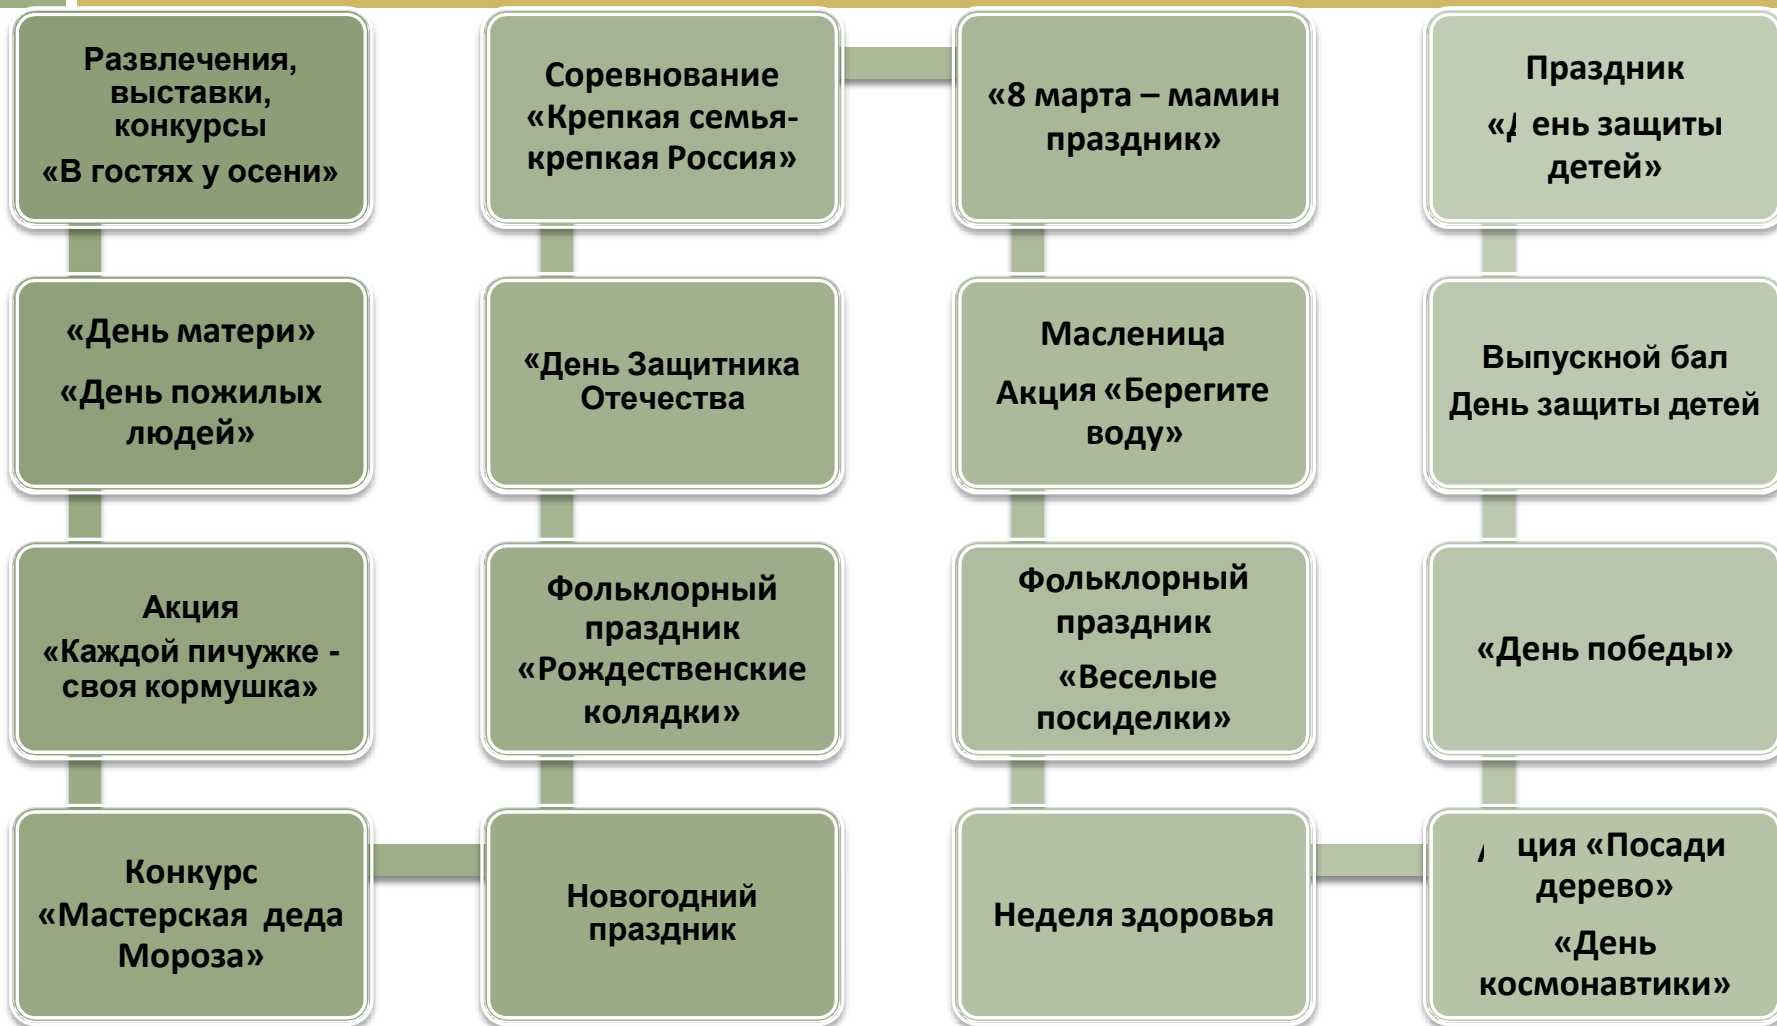 Развлечения,
выставки,
конкурсы
«В гостях у осени»
«День матери»
«День пожилых
людей»
Акция
«Каждой пичужке -
своя кормушка»
Конкурс
«Мастерская деда
Мороза»
Новогодний
праздник
Фольклорный
праздник
«Рождественские
колядки»
«День Защитника
Отечества
Соревнование
«Крепкая семья-
крепкая Россия»
«8 марта – мамин
праздник»
Масленица
Акция «Берегите
воду»
Фольклорный
праздник
«Веселые
посиделки»
Неделя здоровья
ция «Посади
дерево»
«День
космонавтики»
«День победы»
Выпускной бал
День защиты детей
Праздник
« ень защиты
детей»